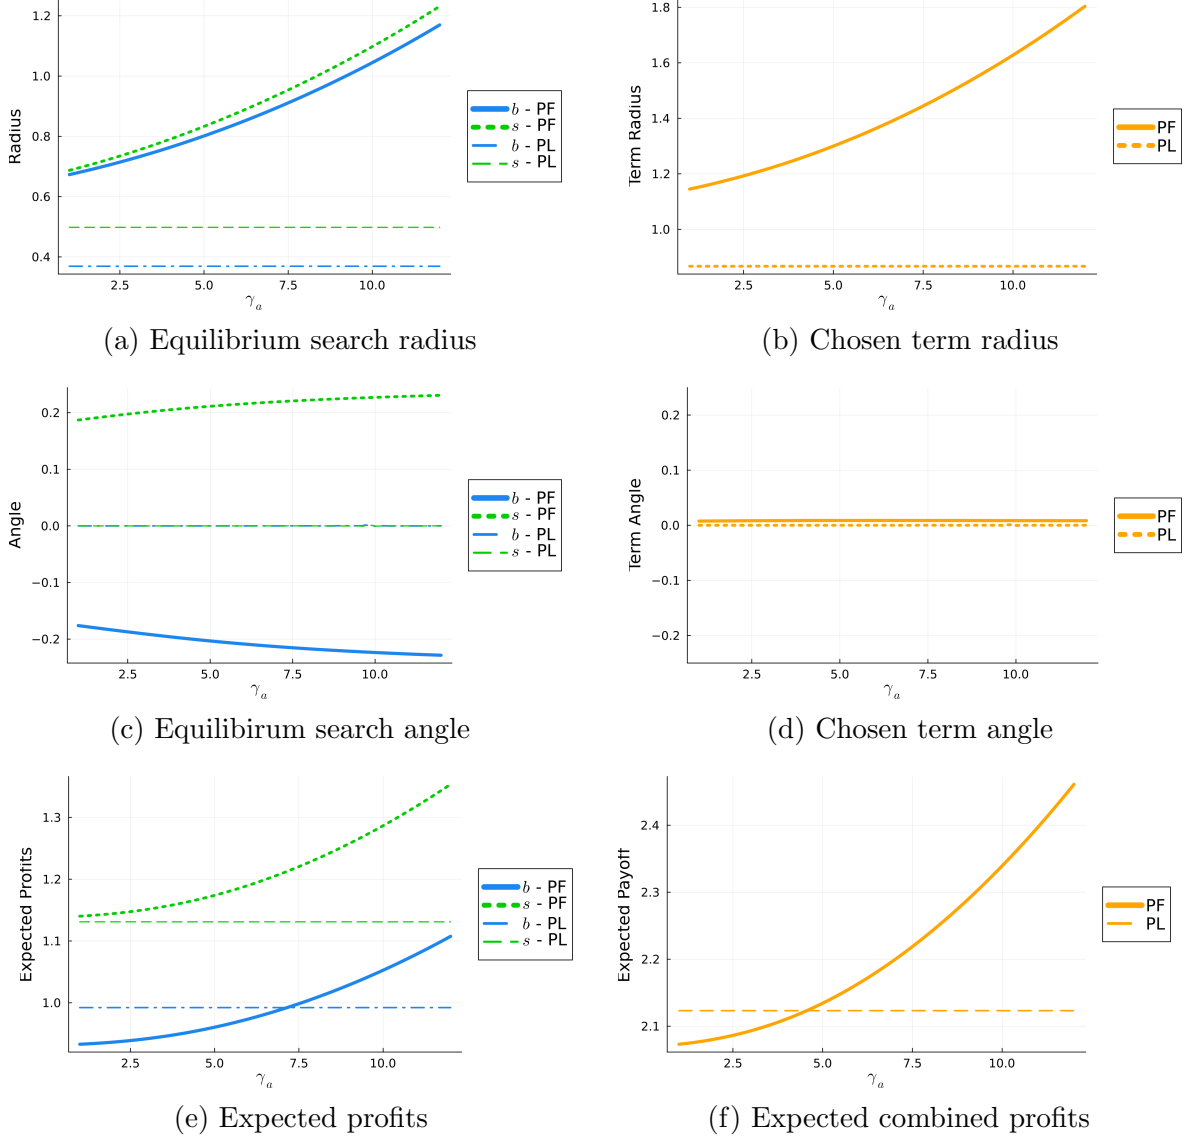 1.2
1.0
0.8
0.6
0.4
Radius
2.5
5.0
7.5
10.0
γa
b - PF
s - PF
b - PL
s - PL
(a) Equilibrium search radius
1.8
1.6
1.4
1.2
1.0
Term Radius
2.5
5.0
7.5
10.0
γa
PF
PL
(b) Chosen term radius
0.2
0.1
0.0
−0.1
−0.2
Angle
2.5
5.0
7.5
10.0
γa
b - PF
s - PF
b - PL
s - PL
(c) Equilibirum search angle
0.2
0.1
0.0
−0.1
−0.2
Term Angle
2.5
5.0
7.5
10.0
γa
PF
PL
(d) Chosen term angle
1.3
1.2
1.1
1.0
Expected Profits
2.5
5.0
7.5
10.0
γa
b - PF
s - PF
b - PL
s - PL
(e) Expected profits
2.4
2.3
2.2
2.1
Expected Payoff
2.5
5.0
7.5
10.0
γa
PF
PL
(f) Expected combined profits